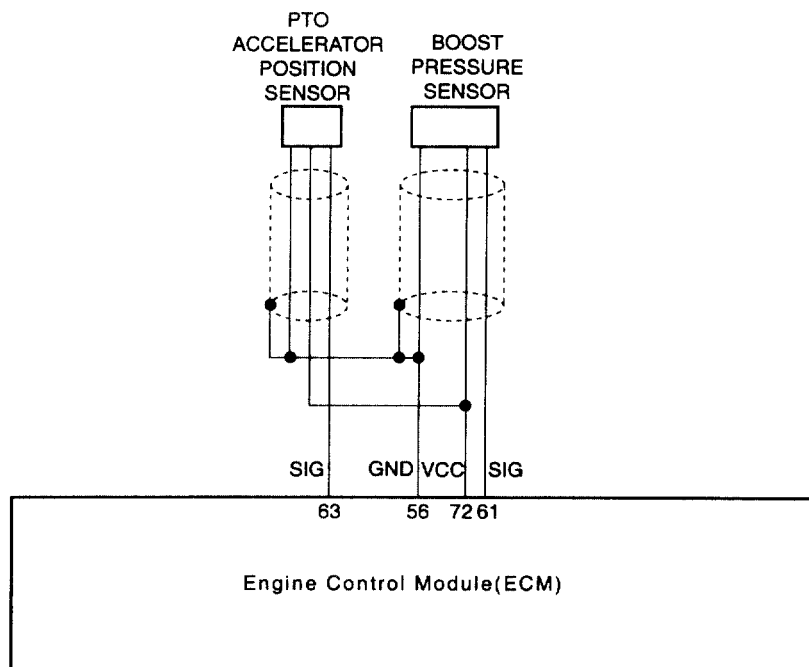 PTO
ACCELERATOR
POSITION
SENSOR
BOOST
PRESSURE
SENSOR
SIG
GND
VCC
SIG
63
56
72
61
Engine Control Module(ECM)